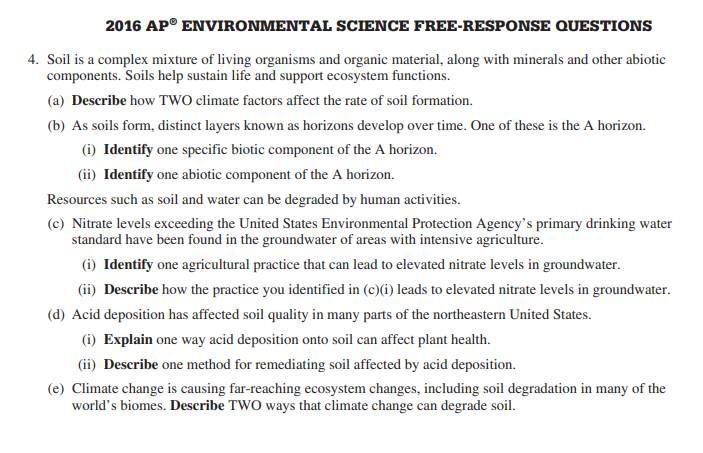 2016 AP® ENVIRONMENTAL SCIENCE FREE-RESPONSE QUESTIONS
4. Soil is a complex mixture of living organisms and organic material, along with minerals and other abiotic
components. Soils help sustain life and support ecosystem functions.
(a) Describe how TWO climate factors affect the rate of soil formation.
(b) As soils form, distinct layers known as horizons develop over time. One of these is the A horizon.
(i) Identify one specific biotic component of the A horizon.
(ii) Identify one abiotic component of the A horizon.
Resources such as soil and water can be degraded by human activities.
(c) Nitrate levels exceeding the United States Environmental Protection Agency's primary drinking water
standard have been found in the groundwater of areas with intensive agriculture.
(i) Identify one agricultural practice that can lead to elevated nitrate levels in groundwater.
(ii) Describe how the practice you identified in (c)(i) leads to elevated nitrate levels in groundwater.
(d) Acid deposition has affected soil quality in many parts of the northeastern United States.
(i) Explain one way acid deposition onto soil can affect plant health.
(ii) Describe one method for remediating soil affected by acid deposition.
(e) Climate change is causing far-reaching ecosystem changes, including soil degradation in many of the
world's biomes. Describe TWO ways that climate change can degrade soil.